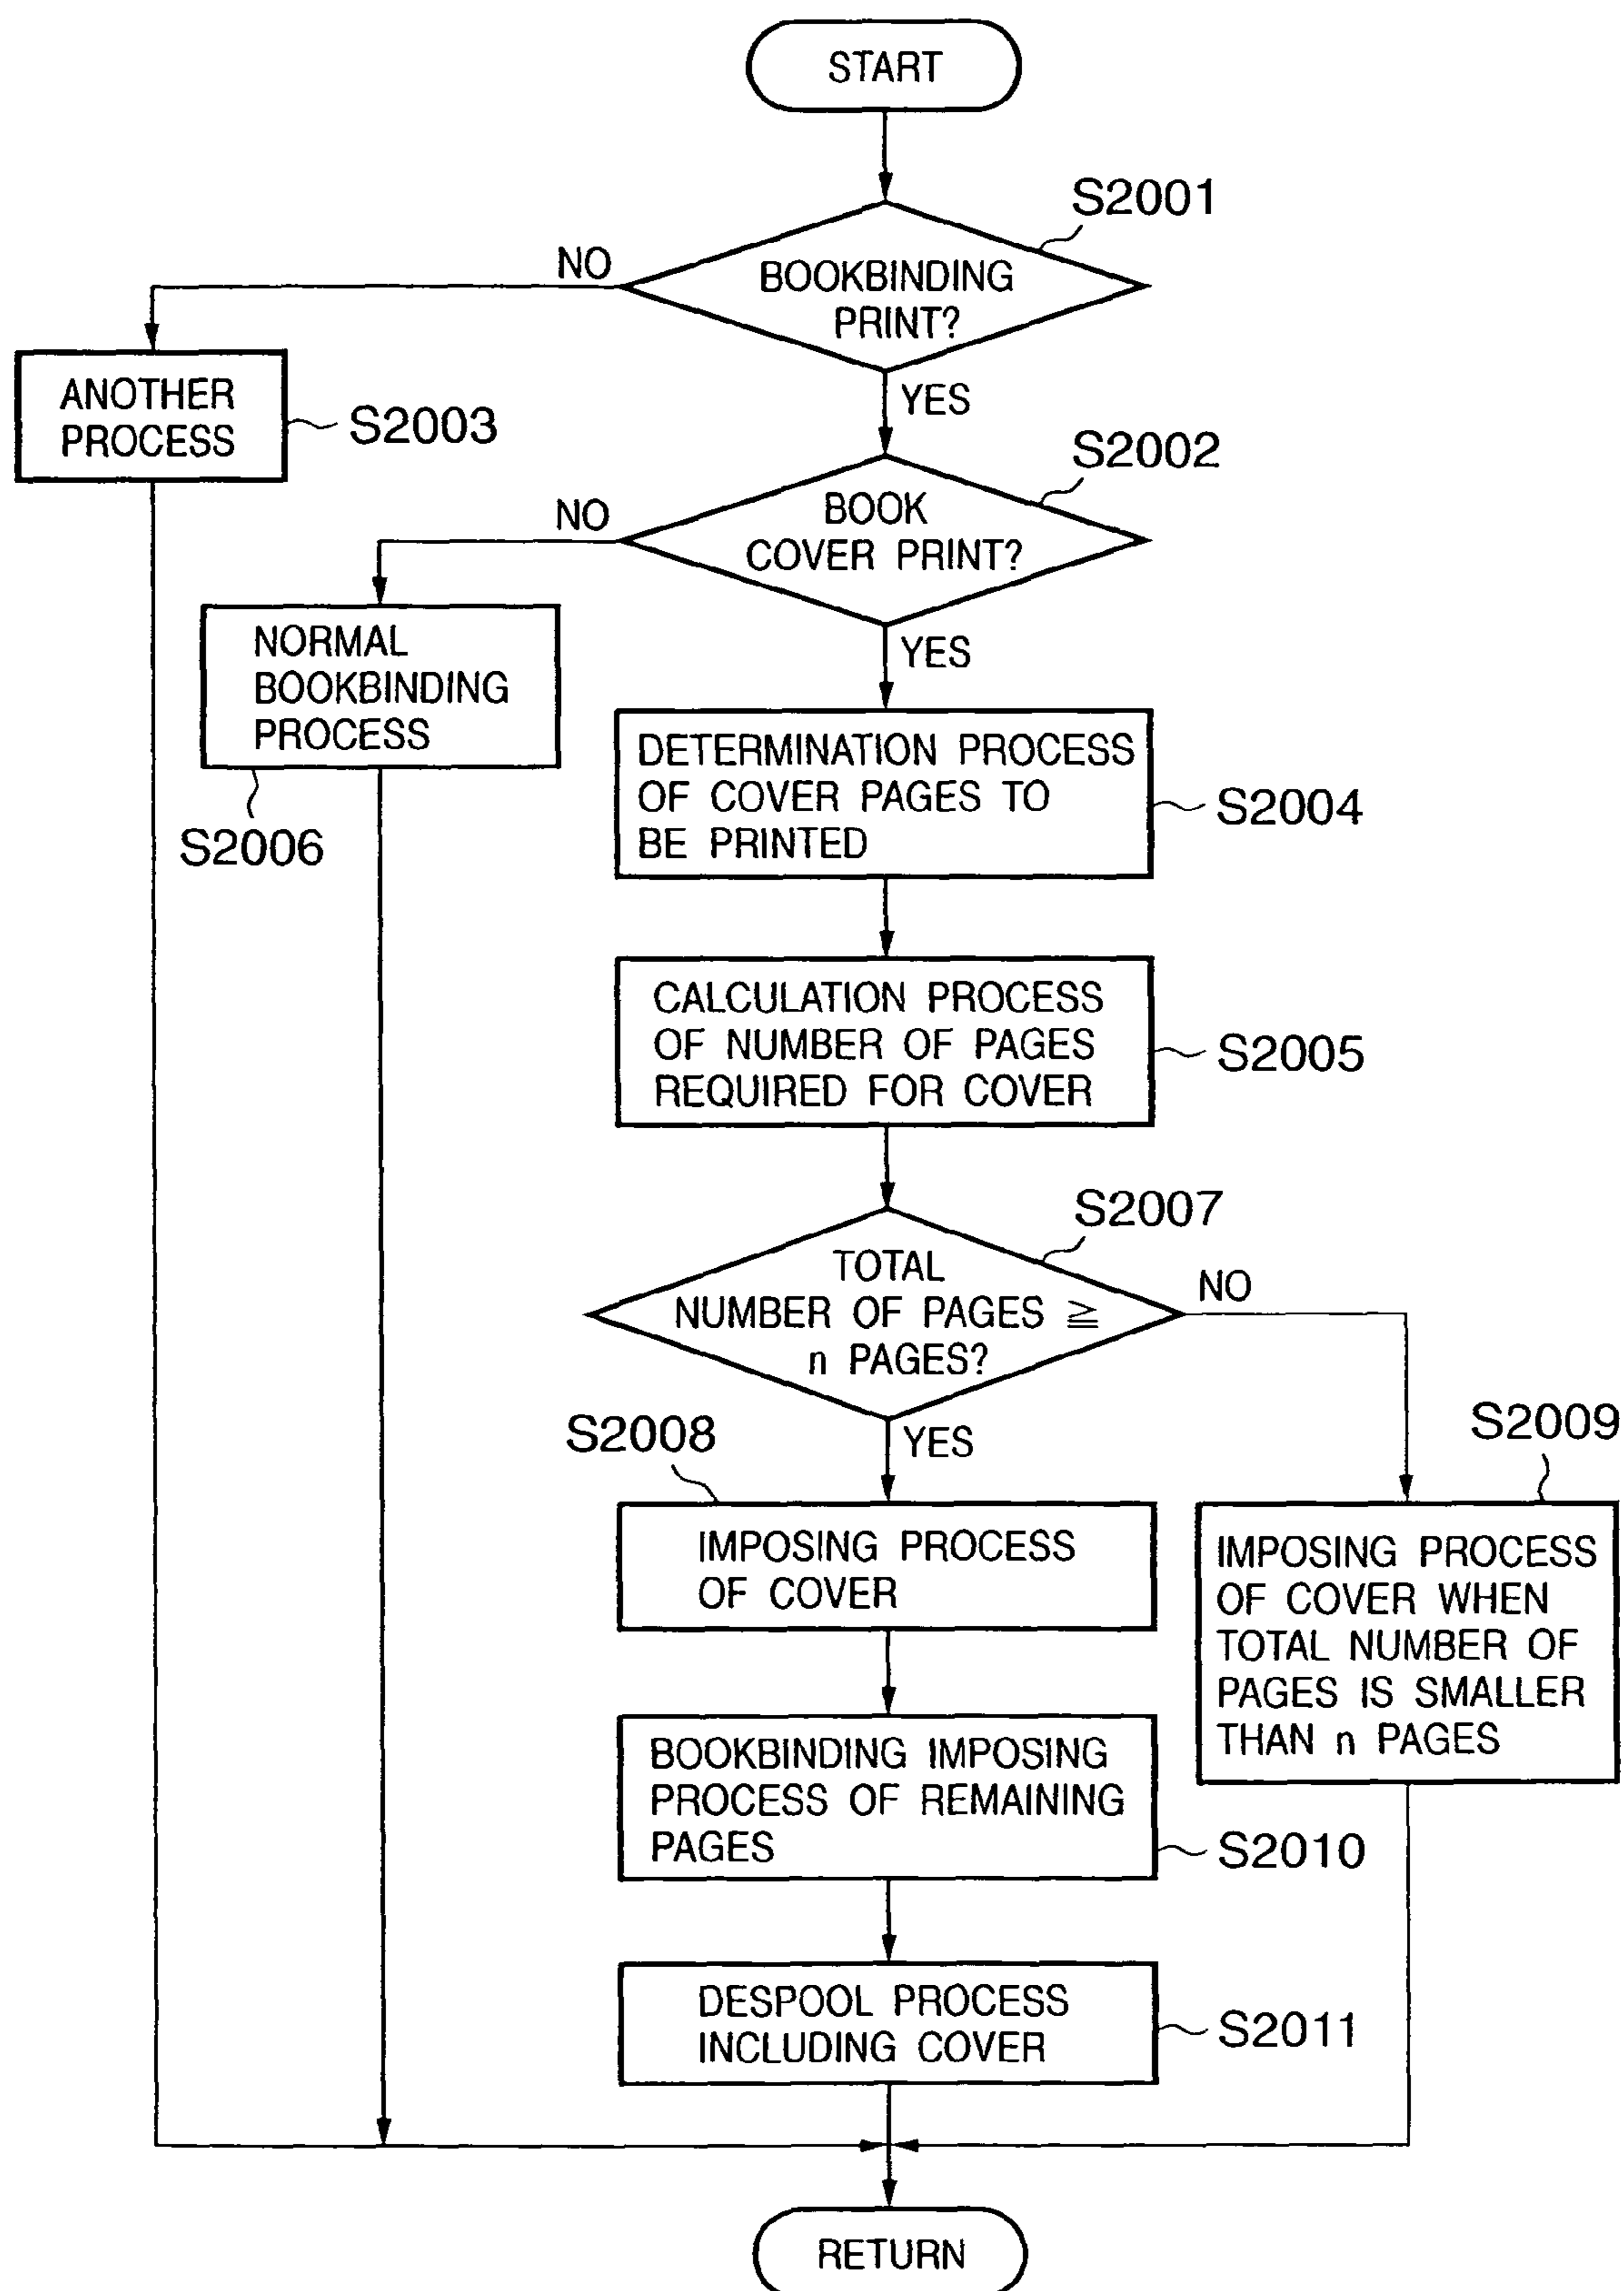 START
S2001
NO
BOOKBINDING
PRINT?
YES
ANOTHER
PROCESS
S2003
S2002
NO
BOOK
COVER PRINT?
YES
NORMAL
BOOKBINDING
PROCESS
S2006
DETERMINATION PROCESS
OF COVER PAGES TO
BE PRINTED
S2004
CALCULATION PROCESS
OF NUMBER OF PAGES
REQUIRED FOR COVER
S2005
S2007
TOTAL
NUMBER OF PAGES ≧
n PAGES?
NO
YES
S2008
IMPOSING PROCESS
OF COVER
S2009
IMPOSING PROCESS
OF COVER WHEN
TOTAL NUMBER OF
PAGES IS SMALLER
THAN n PAGES
BOOKBINDING IMPOSING
PROCESS OF REMAINING
PAGES
S2010
DESPOOL PROCESS
INCLUDING COVER
S2011
RETURN